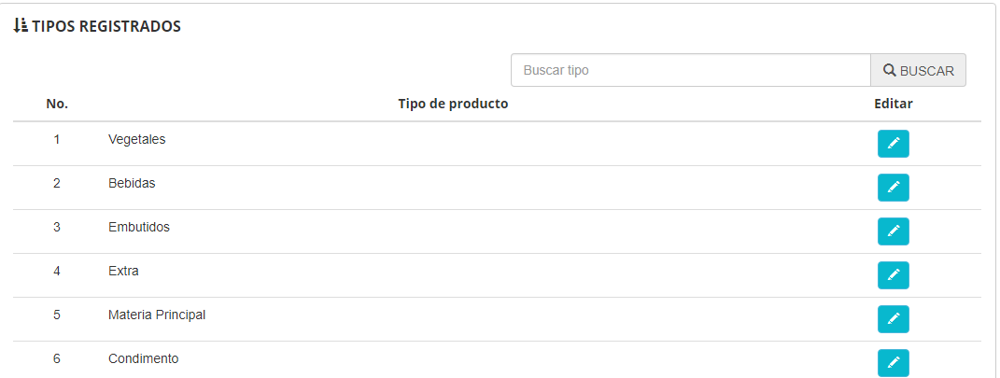 TIPOS REGISTRADOS
Buscar tipo BUSCAR
No. Tipo de producto Editar
1 Vegetales
2 Bebidas
3 Embutidos
4 Extra
5 Materia Principal
6 Condimento